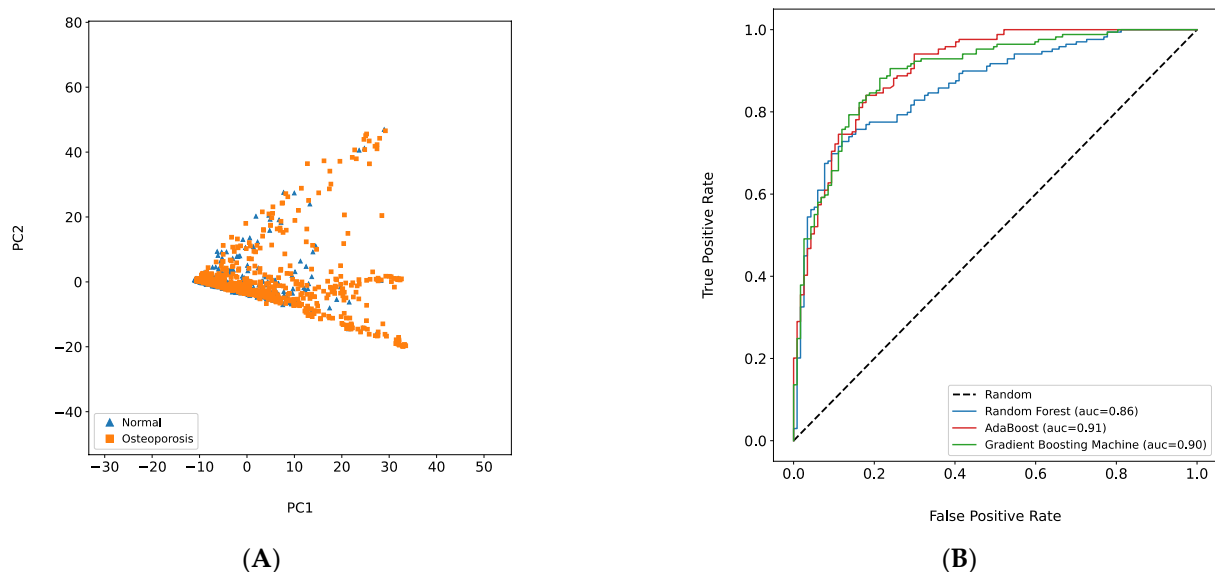 80
60
40
20
0
−20
−40
PC2
−30
−20
−10
0
10
20
30
40
50
PC1
Normal
Osteoporosis
(A)
1.0
0.8
0.6
0.4
0.2
0.0
True Positive Rate
0.0
0.2
0.4
0.6
0.8
1.0
False Positive Rate
Random
Random Forest (auc=0.86)
AdaBoost (auc=0.91)
Gradient Boosting Machine (auc=0.90)
(B)